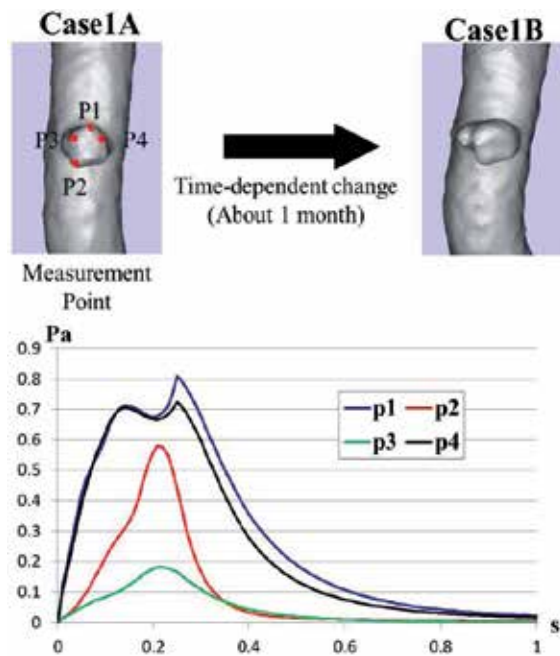 Case1A
Case1B
P1
P3
P4
P2
Time-dependent change
(About 1 month)
Measurement
Point
Pa
0.9
0.8
0.7
0.6
0.5
0.4
0.3
0.2
0.1
0
p1
p2
p3
p4
0
0.2
0.4
0.6
0.8
1
s